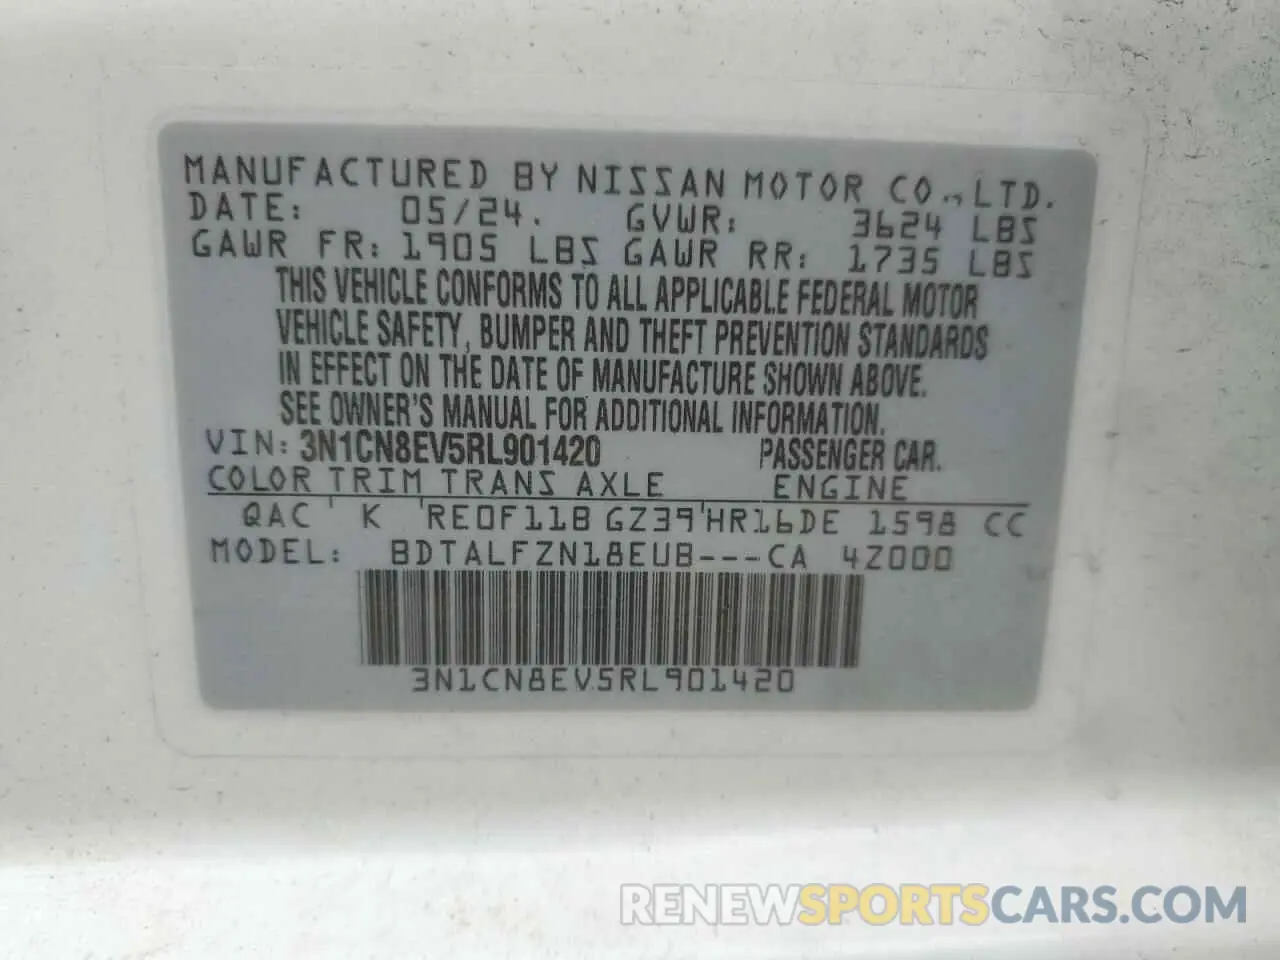 MANUFACTURED BY NISSAN MOTOR CO., LTD.
DATE: 05/24. GVWR: 3624 LBS
GAWR FR: 1905 LBS GAWR RR: 1735 LBS
THIS VEHICLE CONFORMS TO ALL APPLICABLE FEDERAL MOTOR
VEHICLE SAFETY, BUMPER AND THEFT PREVENTION STANDARDS
IN EFFECT ON THE DATE OF MANUFACTURE SHOWN ABOVE.
SEE OWNER'S MANUAL FOR ADDITIONAL INFORMATION.
VIN: 3N1CN8EV5RL901420 PASSENGER CAR.
COLOR TRIM TRANS AXLE ENGINE
QAC K RE0F11B GZ39 HR16DE 1598 CC
MODEL: BDTALFZN18EUB---CA 4Z000
3N1CN8EV5RL901420
RENEWSPORTSCARS.COM